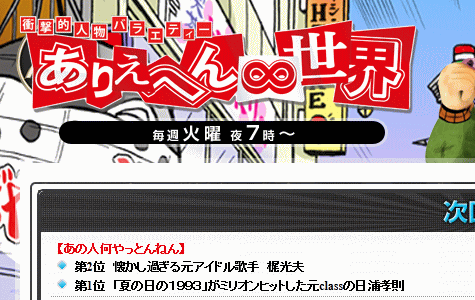 衝撃的人物バラエティー
ありえへん∞世界
毎週 火曜 夜7時～
次回
【あの人何やっとんねん】
第2位 懐かし過ぎる元アイドル歌手 梶光夫
第1位 「夏の日の1993」がミリオンヒットした元classの日浦孝則